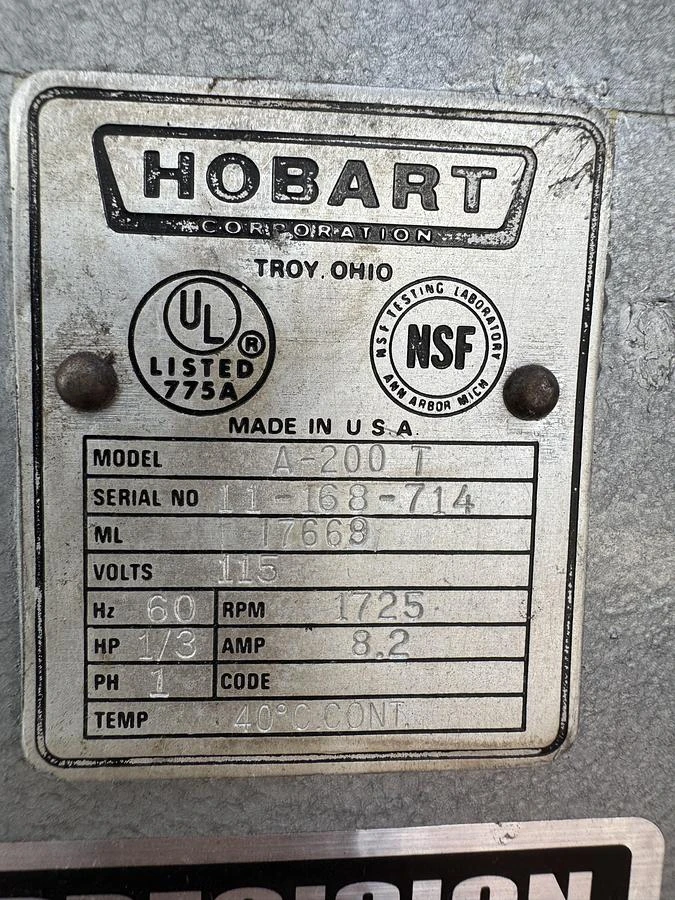 HOBART
CORPORATION
TROY, OHIO
UL ®
LISTED
775A
NSF TESTING LABORATORY
NSF
ANN ARBOR MICH
MADE IN U S A
MODEL A-200 T
SERIAL NO 11-168-714
ML 17669
VOLTS 115
Hz 60 RPM 1725
HP 1/3 AMP 8.2
PH 1 CODE
TEMP 40°C.CONT.